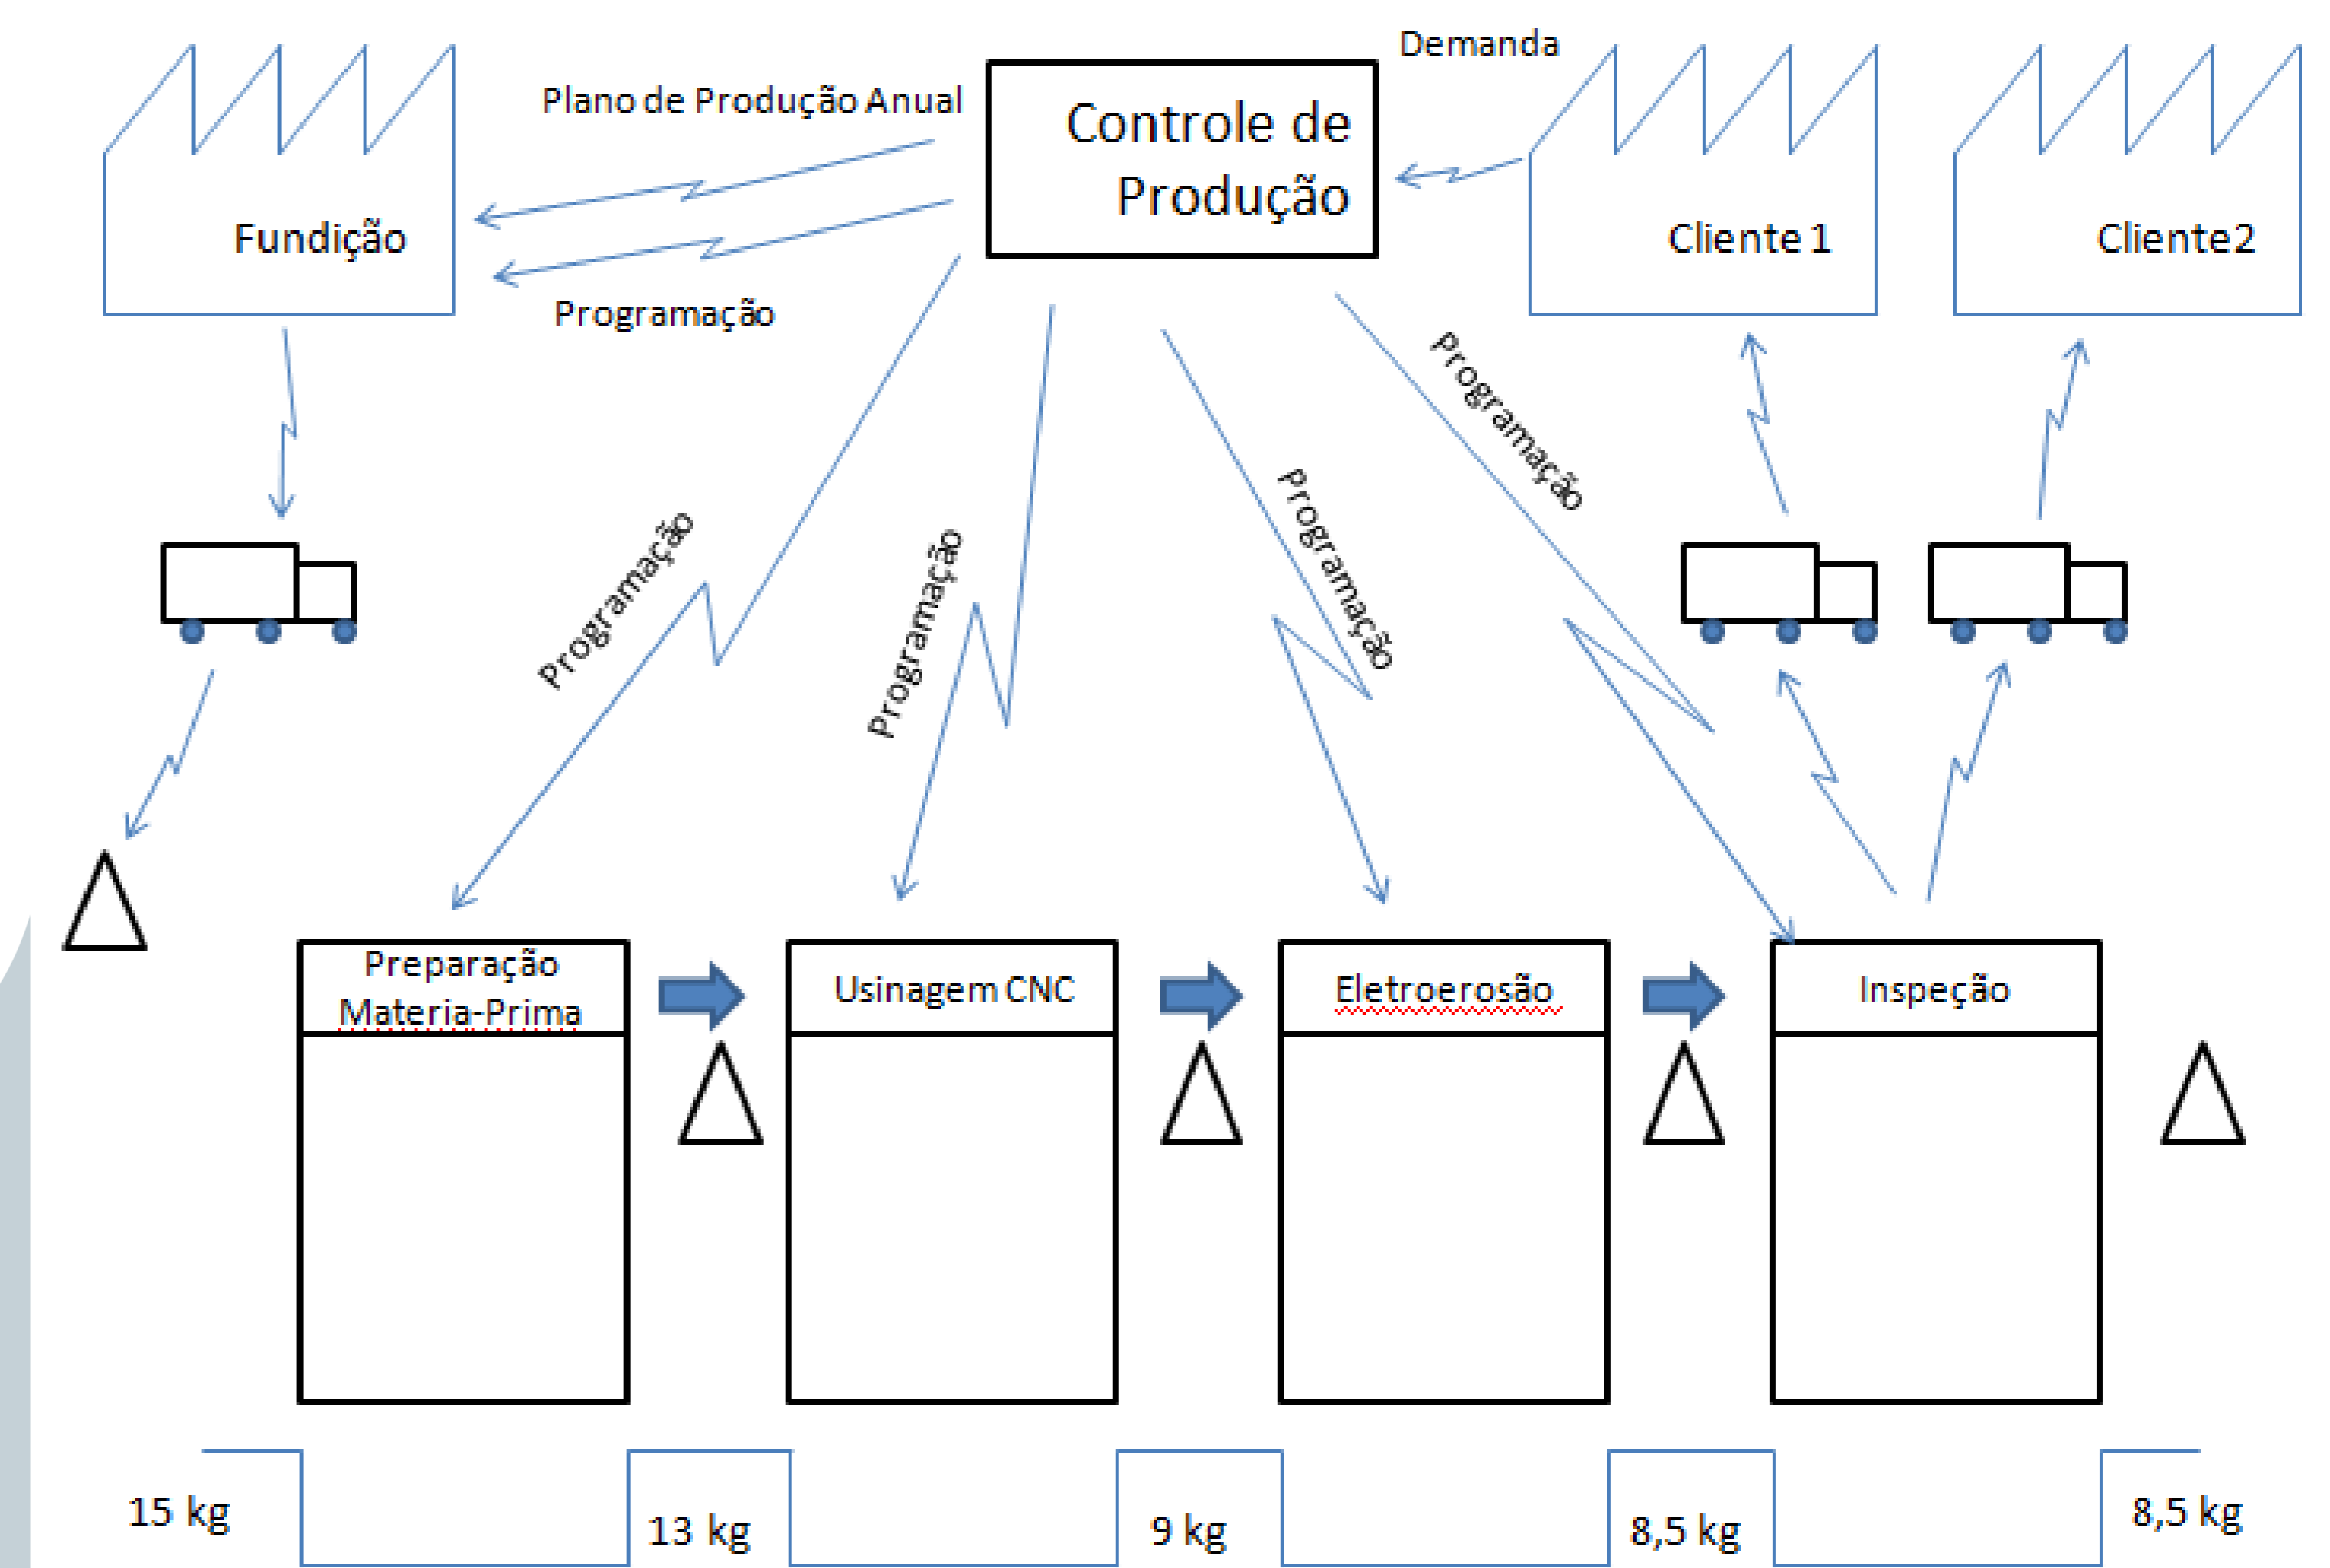 Demanda
Plano de Produção Anual
Controle de
Produção
Fundição
Cliente 1
Cliente2
Programação
Programação
Programação
Programação
Programação
Preparação
Materia-Prima
Usinagem CNC
Eletroerosão
Inspeção
15 kg
13 kg
9 kg
8,5 kg
8,5 kg